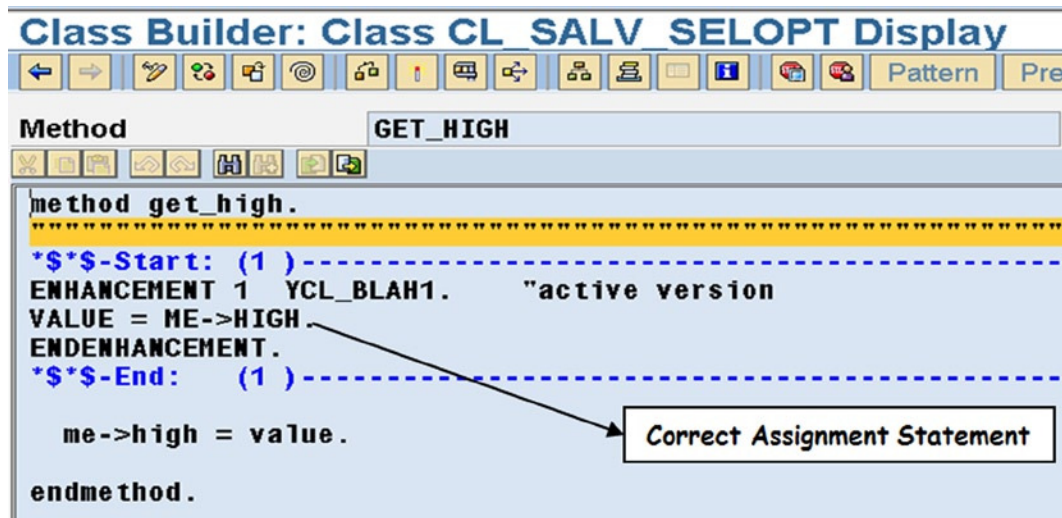 Class Builder: Class CL_SALV_SELOPT Display
Pattern Pre
Method GET_HIGH
method get_high.
""""""""""""""""""""""""""""""""""""""""""""""""""""""""""""
*$*$-Start: (1 )---------------------------------------------
ENHANCEMENT 1 YCL_BLAH1. "active version
VALUE = ME->HIGH.
ENDENHANCEMENT.
*$*$-End: (1 )---------------------------------------------
me->high = value.
Correct Assignment Statement
endmethod.